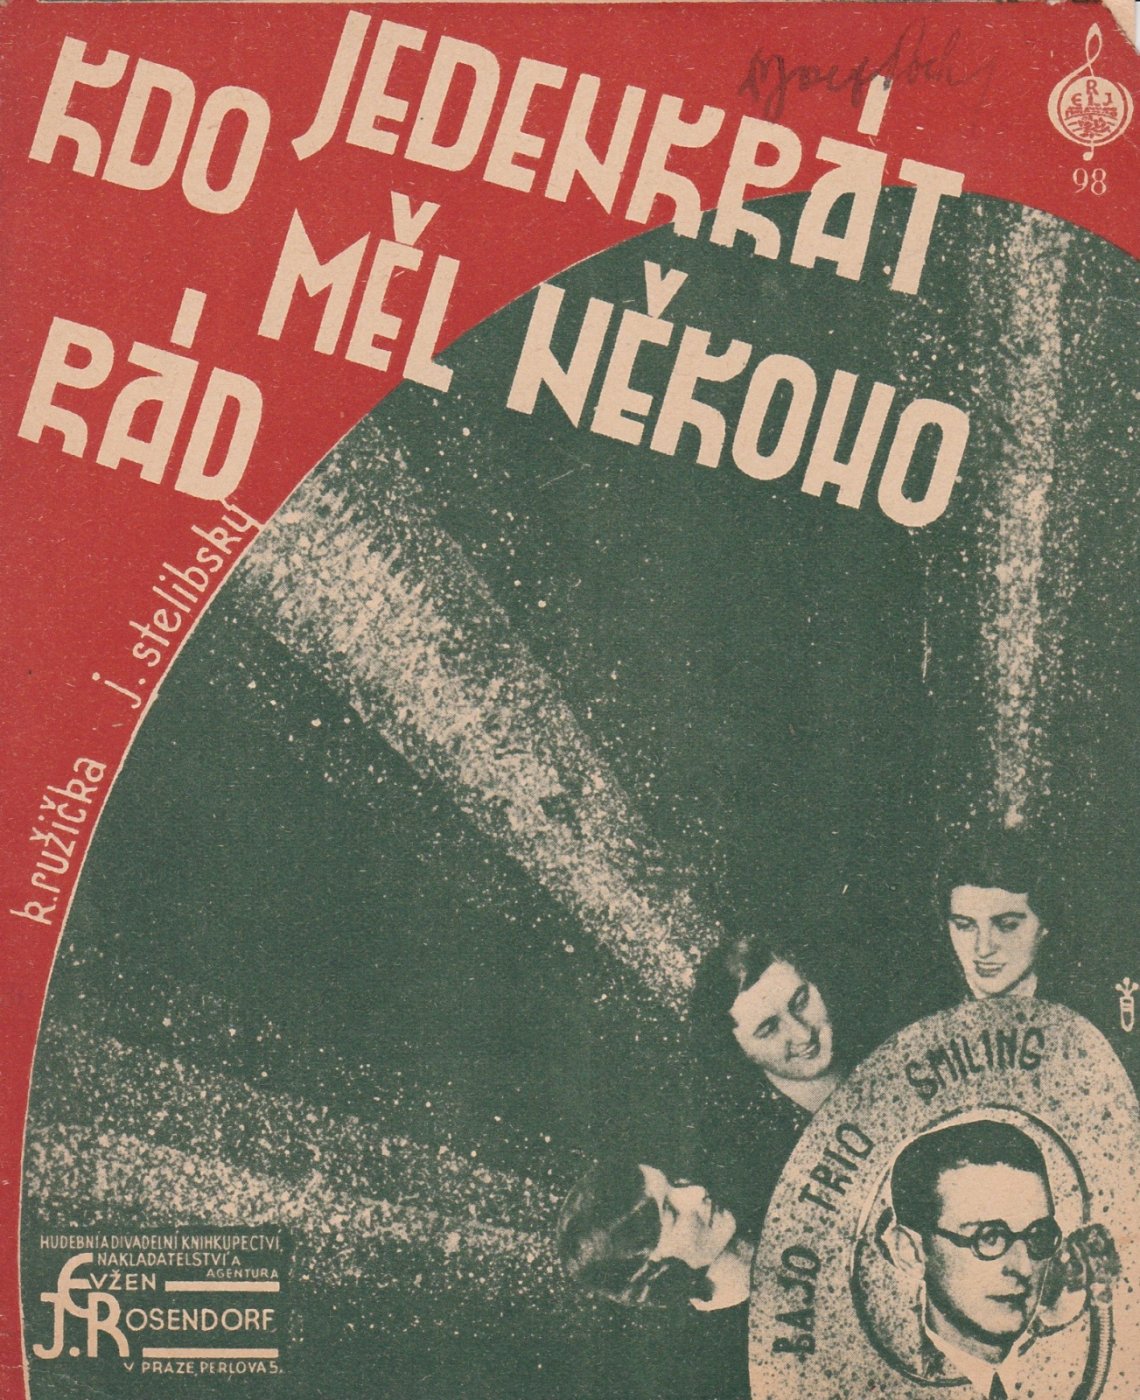 KDO JEDENKRÁT
MĚL NĚKOHO
RÁD
k. ružička j. stelibský
ERLJ
98
SMILING
BAJO TRIO
HUDEBNÍ A DIVADELNÍ KNIHKUPECTVÍ,
NAKLADATELSTVÍ A
AGENTURA
EVŽEN
J. ROSENDORF
V PRAZE, PERLOVA 5.